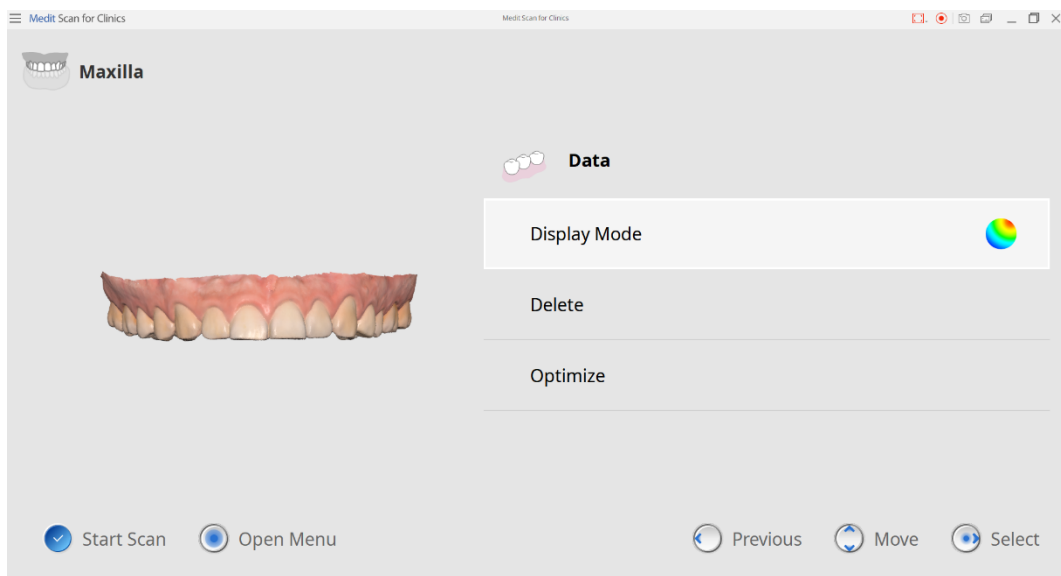 Medit Scan for Clinics
Medit Scan for Clinics
Maxilla
Data
Display Mode
Delete
Optimize
Start Scan
Open Menu
Previous
Move
Select